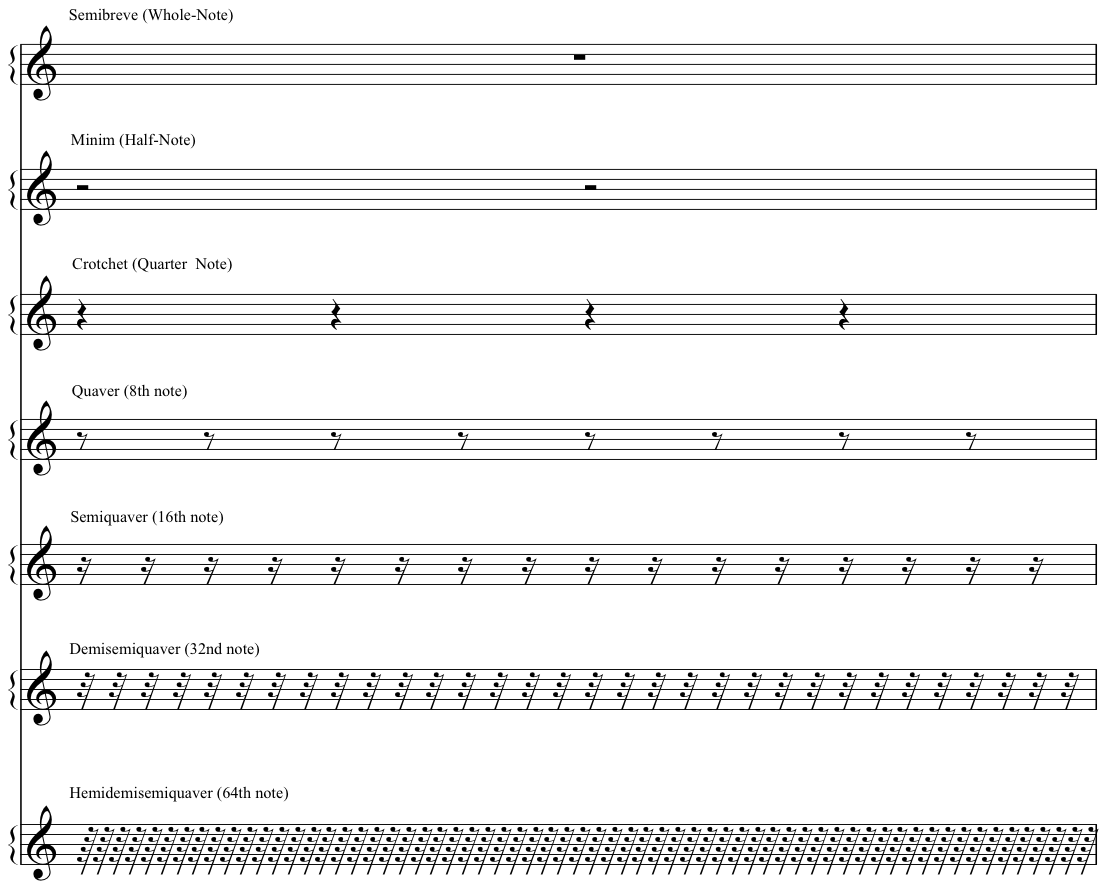 Semibreve (Whole-Note)
Minim (Half-Note)
Crotchet (Quarter  Note)
Quaver (8th note)
Semiquaver (16th note)
Demisemiquaver (32nd note)
Hemidemisemiquaver (64th note)